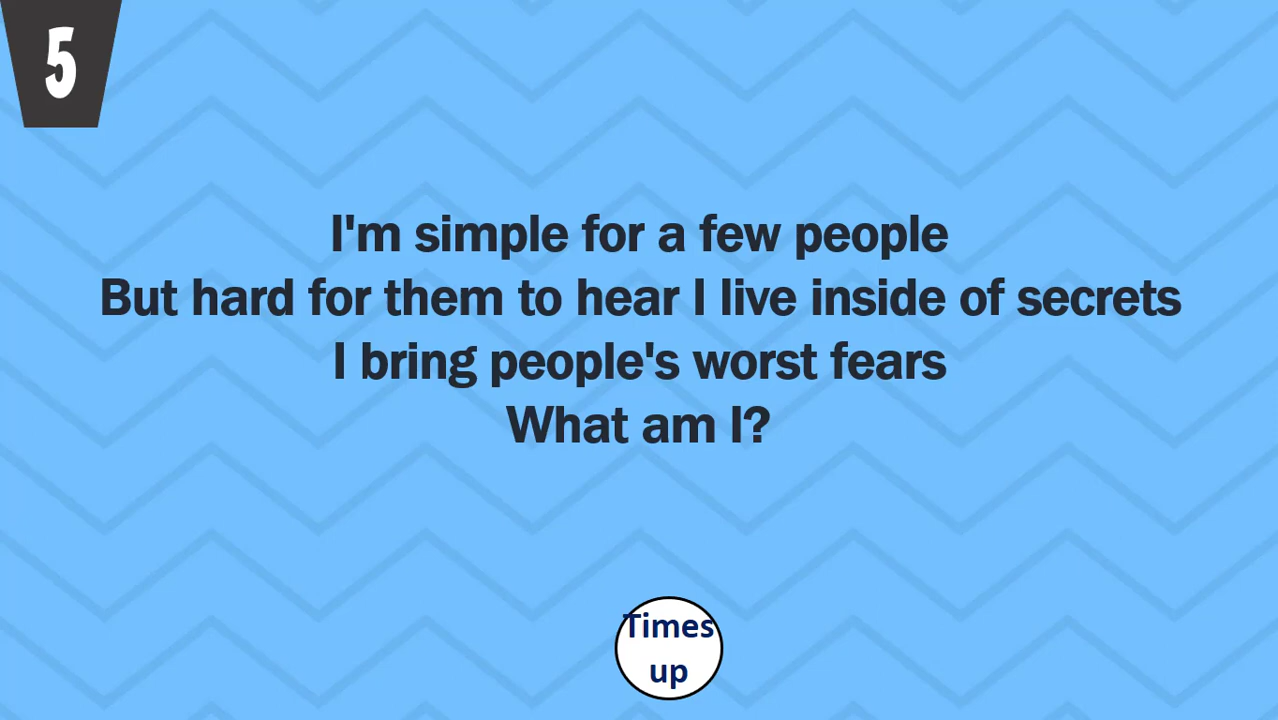 5
I'm simple for a few people
But hard for them to hear I live inside of secrets
I bring people's worst fears
What am I?
Times
up